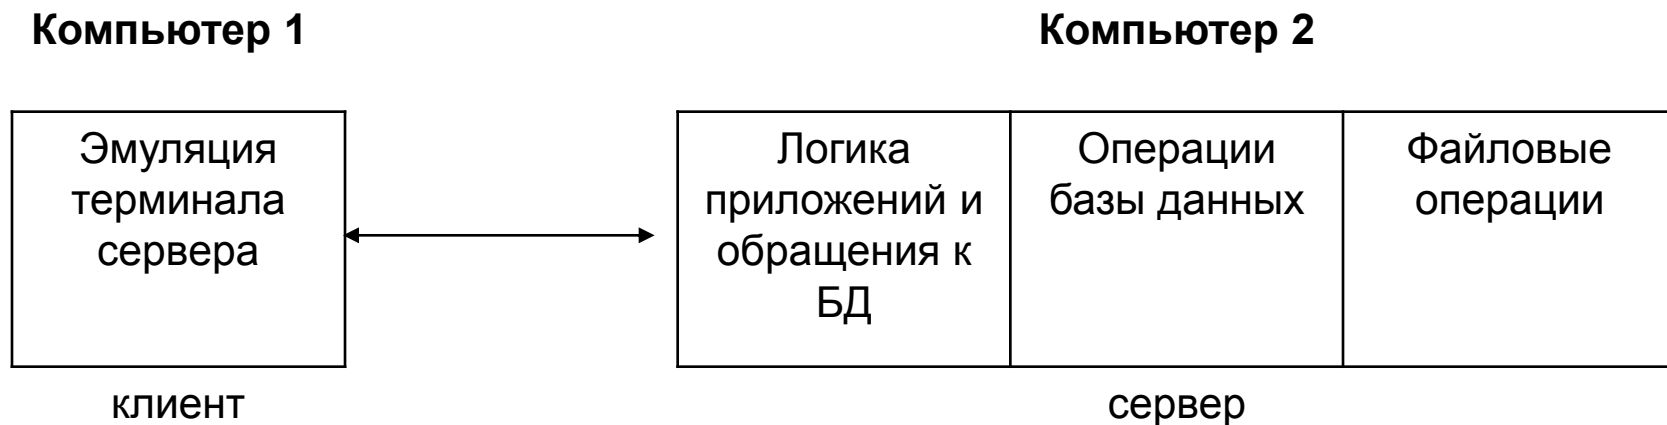 Компьютер 1
Компьютер 2
Эмуляция
терминала
сервера
Логика
приложений и
обращения к
БД
Операции
базы данных
Файловые
операции
клиент
сервер